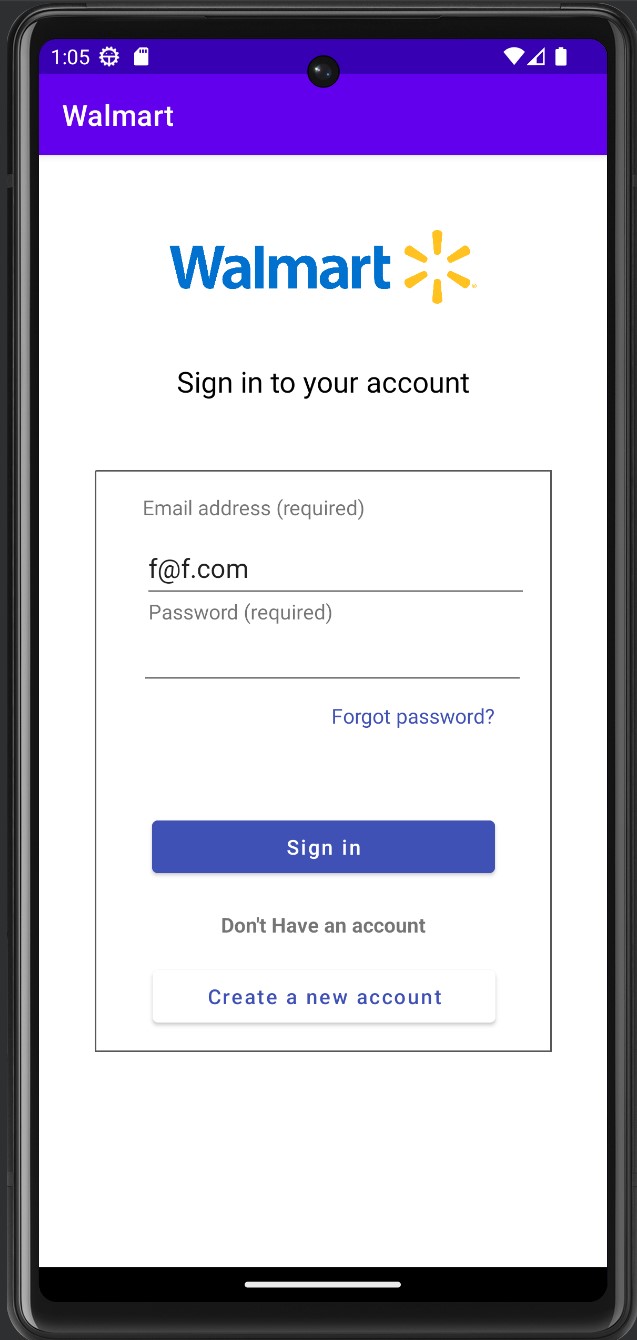 1:05
Walmart
Walmart
Sign in to your account
Email address (required)
f@f.com
Password (required)
Forgot password?
Sign in
Don't Have an account
Create a new account